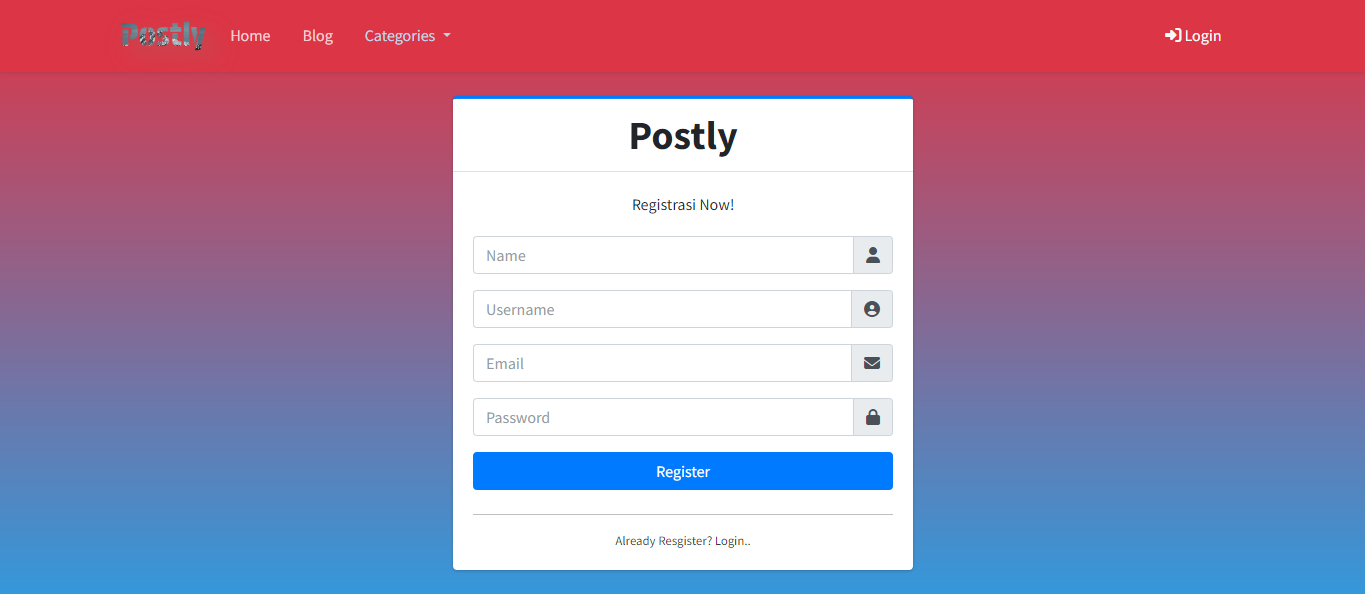 Postly Home Blog Categories Login
Postly
Registrasi Now!
Name
Username
Email
Password
Register
Already Resgister? Login..